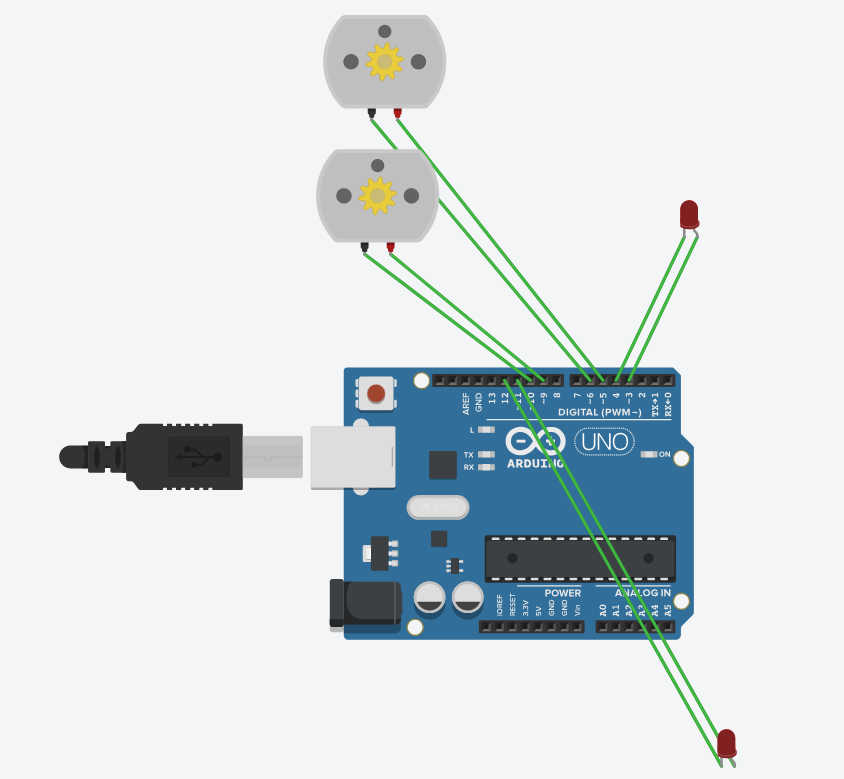 AREF
GND
13
12
~11
~10
~9
8
7
~6
~5
4
~3
2
TX→1
RX←0
DIGITAL (PWM~)
L
TX
RX
ARDUINO
UNO
ON
POWER
ANALOG IN
IOREF
RESET
3.3V
5V
GND
GND
Vin
A0
A1
A2
A3
A4
A5